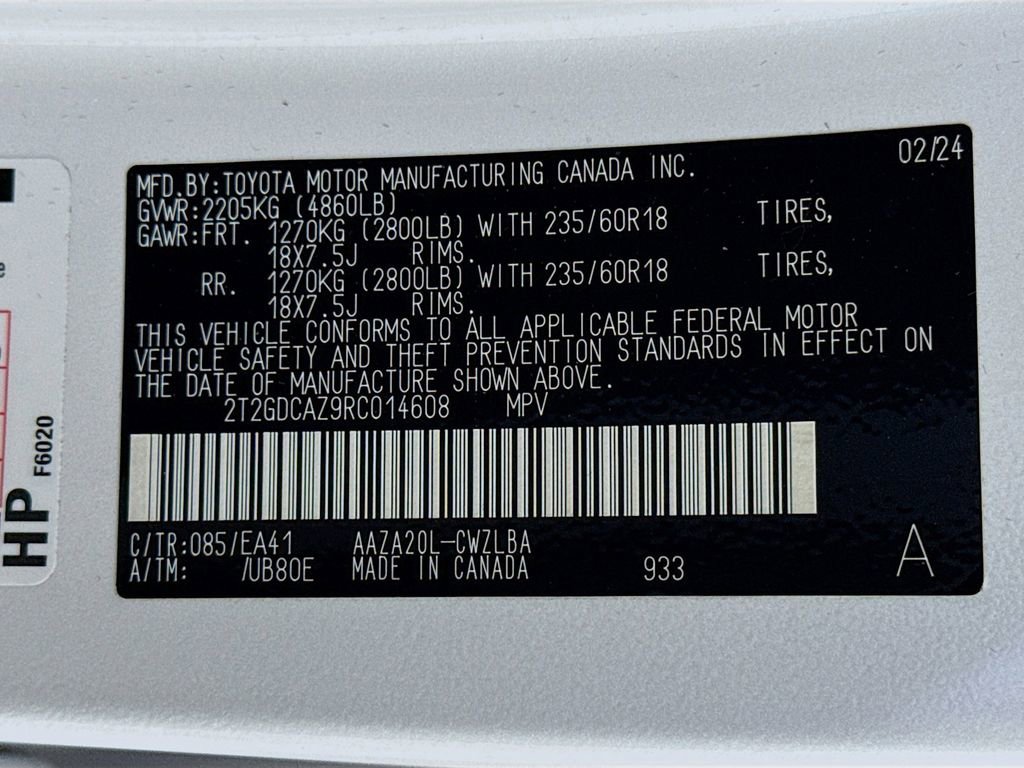 02/24
MFD.BY:TOYOTA MOTOR MANUFACTURING CANADA INC.
GVWR:2205KG (4860LB)
GAWR:FRT. 1270KG (2800LB) WITH 235/60R18 TIRES,
18X7.5J RIMS.
RR. 1270KG (2800LB) WITH 235/60R18 TIRES,
18X7.5J RIMS.
THIS VEHICLE CONFORMS TO ALL APPLICABLE FEDERAL MOTOR
VEHICLE SAFETY AND THEFT PREVENTION STANDARDS IN EFFECT ON
THE DATE OF MANUFACTURE SHOWN ABOVE.
2T2GDCAZ9RC014608 MPV
C/TR:085/EA41 AAZA20L-CWZLBA
A/TM: /UB80E MADE IN CANADA 933 A
HP F6020